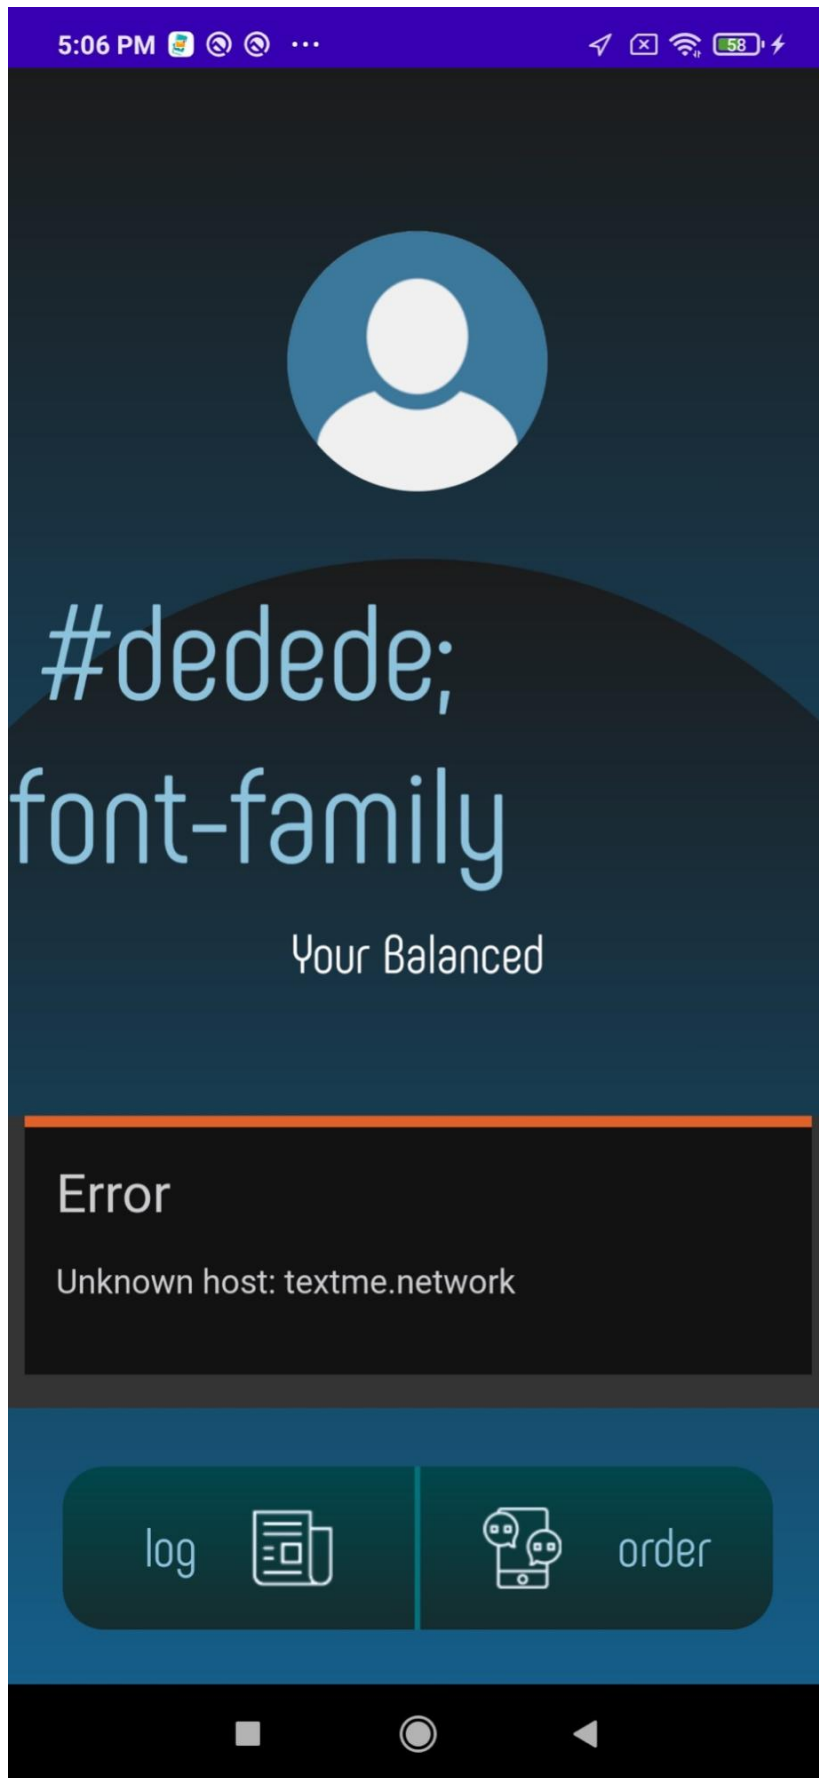 5:06 PM
58
#dedede;
font-family
Your Balanced
Error
Unknown host: textme.network
log
order